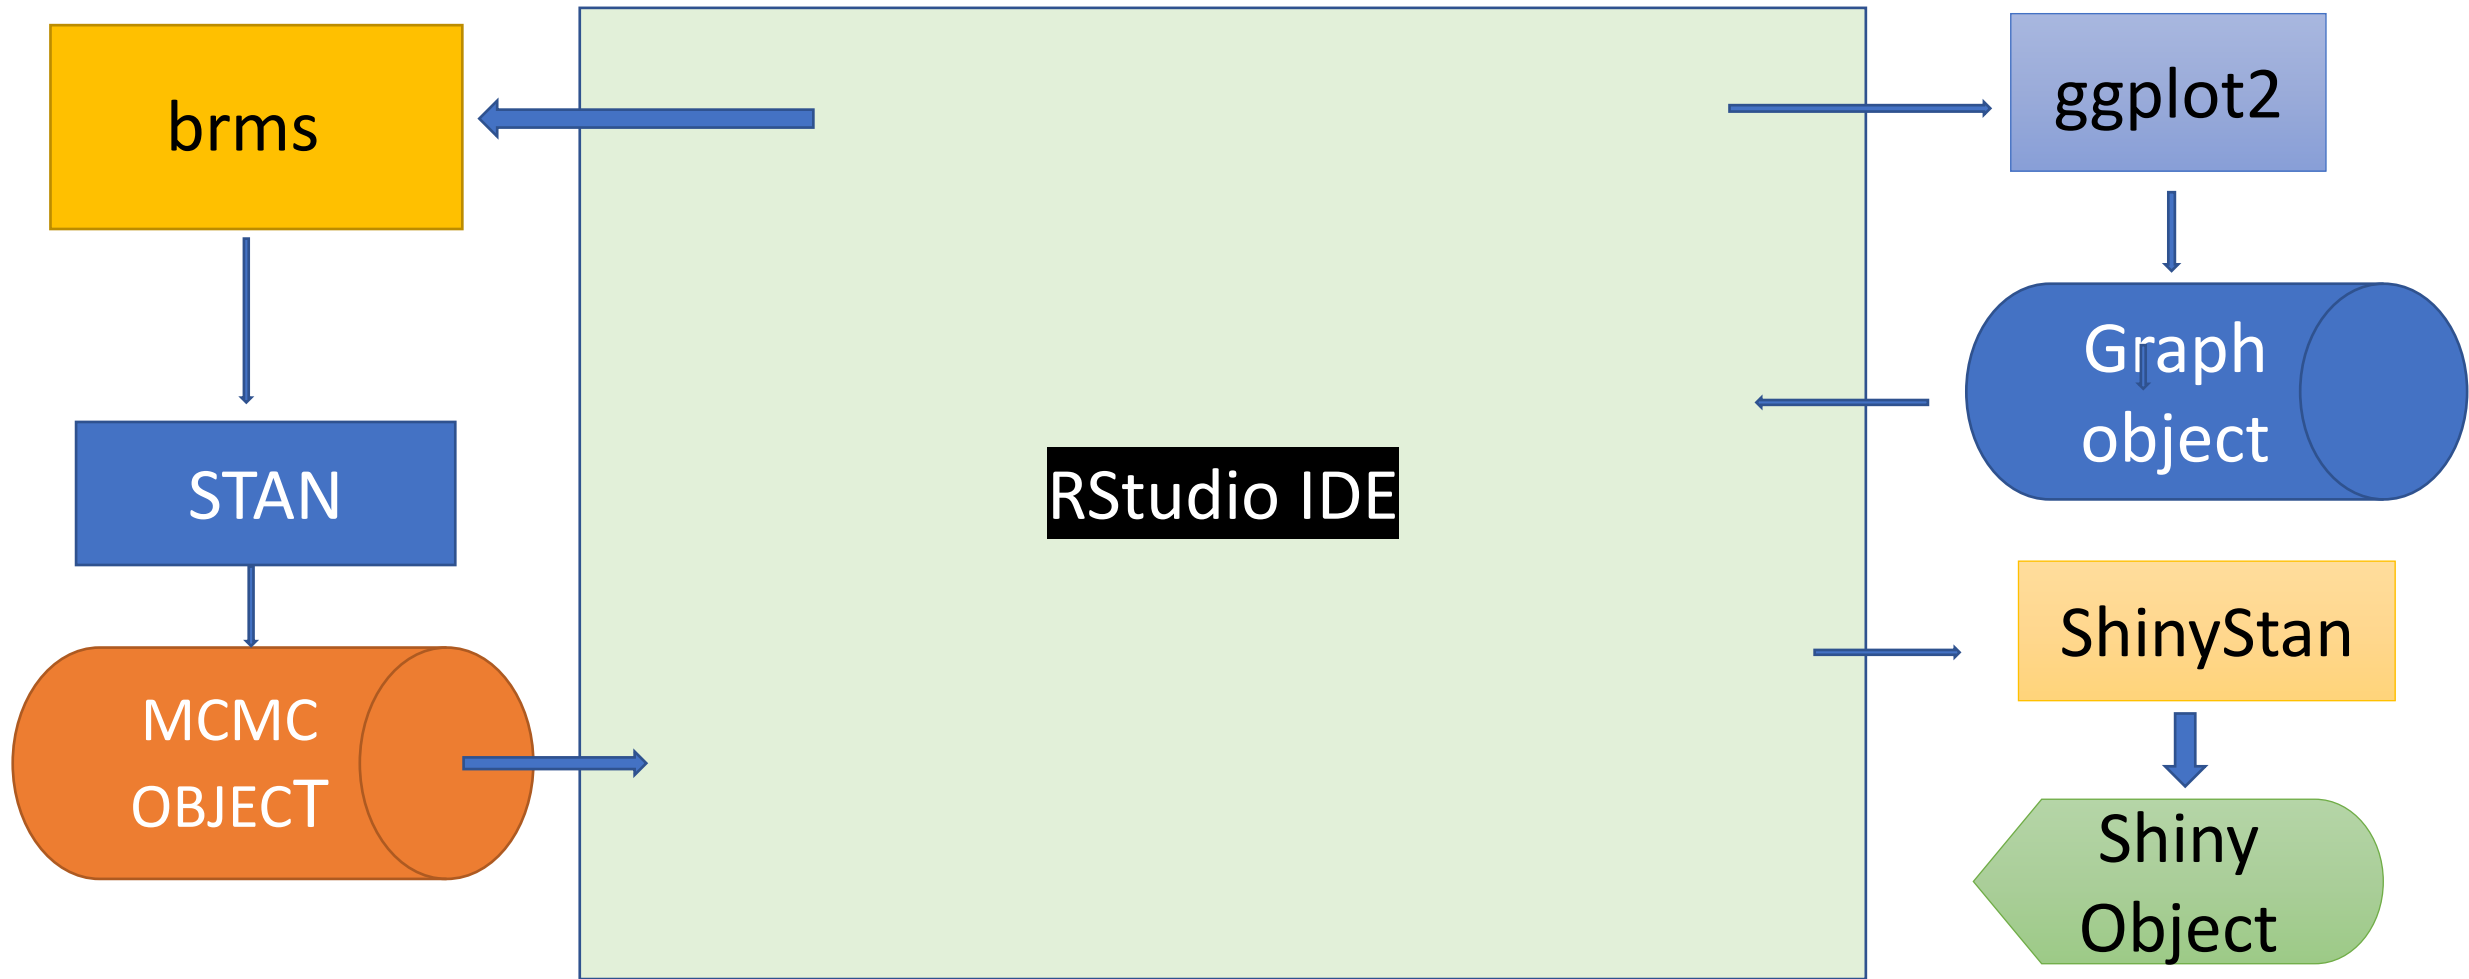 brms
STAN
MCMC
OBJECT
RStudio IDE
ggplot2
Graph
object
ShinyStan
Shiny
Object